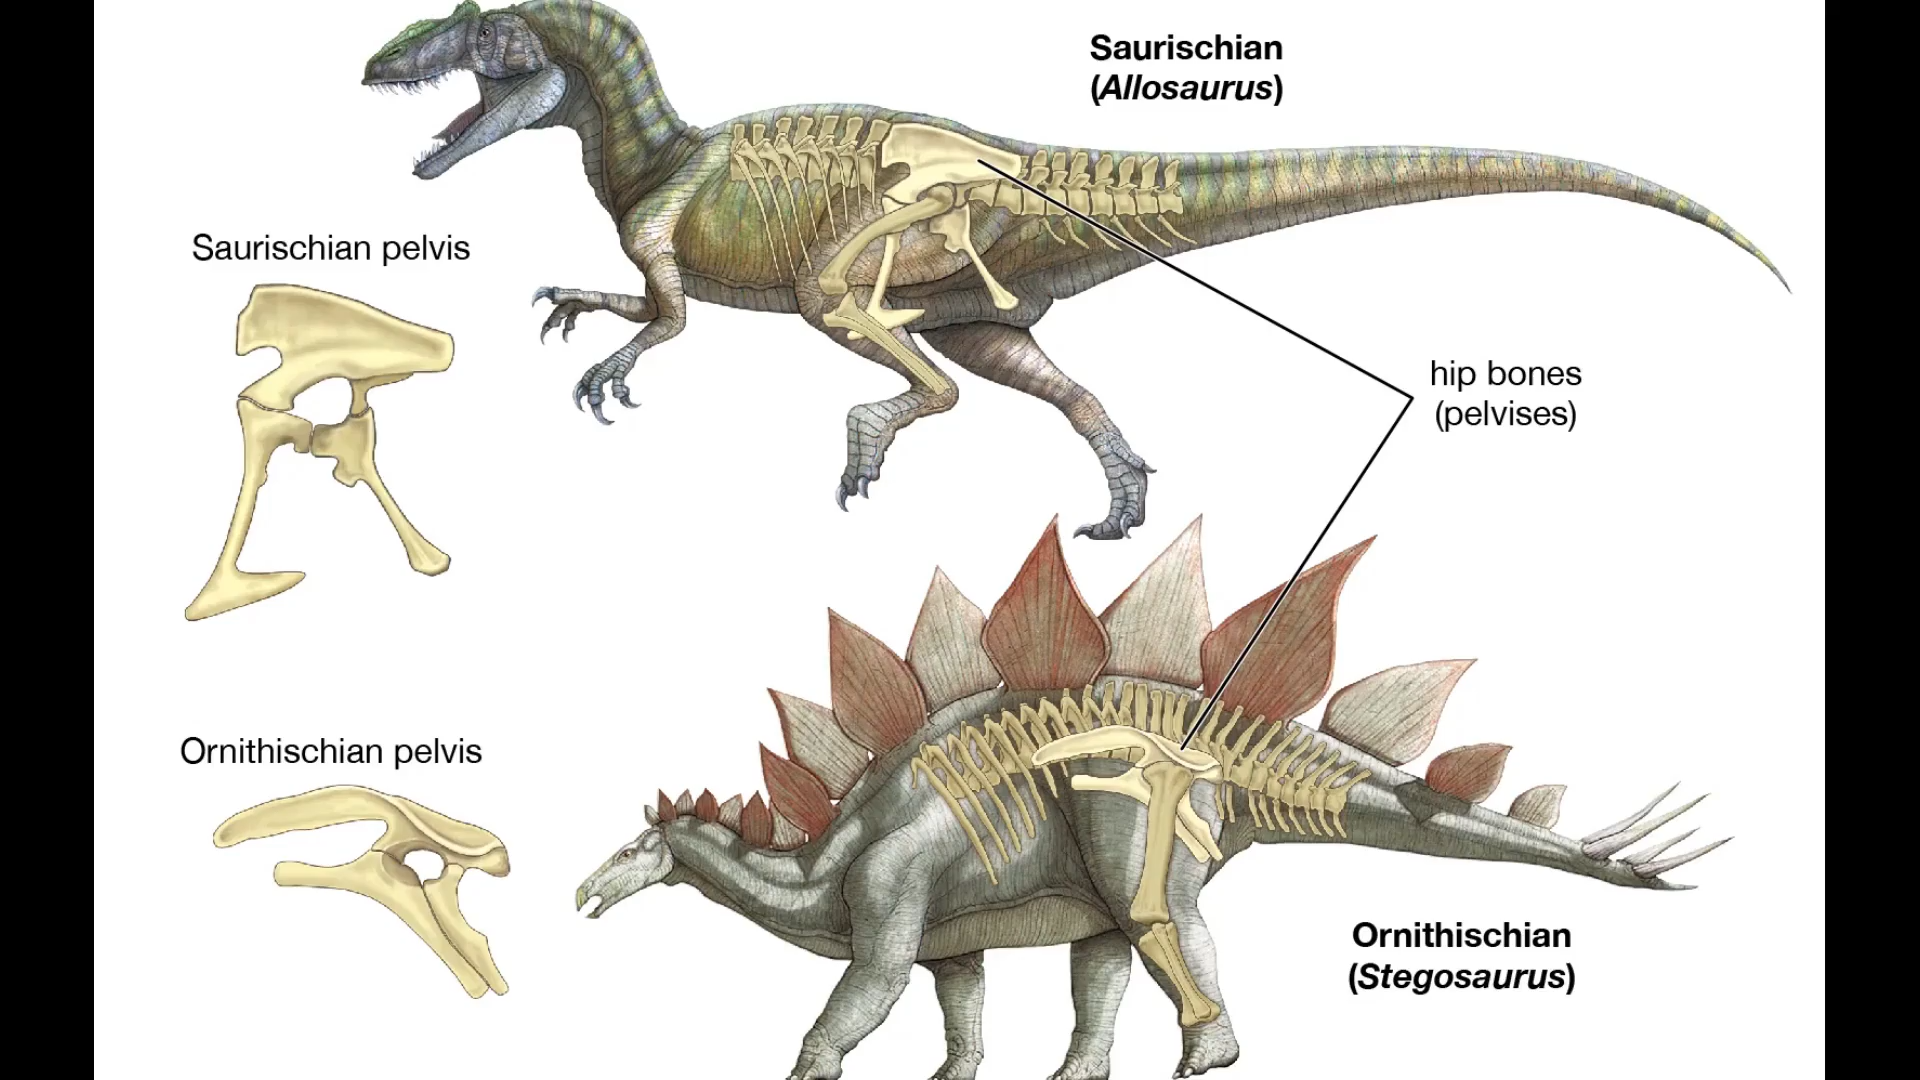 Saurischian
(Allosaurus)
Saurischian pelvis
hip bones
(pelvises)
Ornithischian pelvis
Ornithischian
(Stegosaurus)